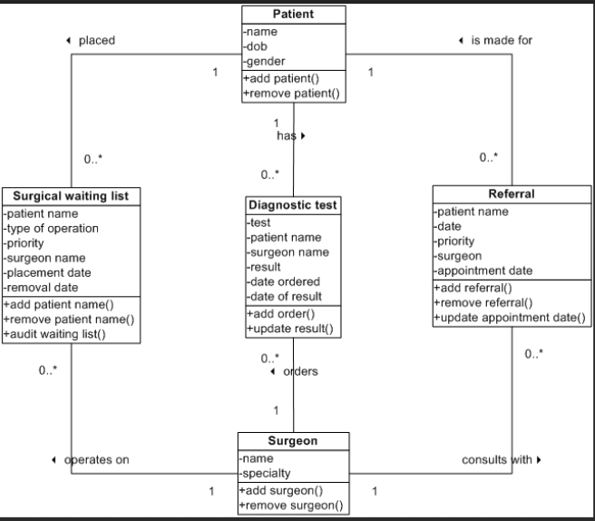 Patient
-name
-dob
-gender
+add patient()
+remove patient()
placed
is made for
1
1
1
has
0..*
0..*
0..*
Surgical waiting list
-patient name
-type of operation
-priority
-surgeon name
-placement date
-removal date
+add patient name()
+remove patient name()
+audit waiting list()
Diagnostic test
-test
-patient name
-surgeon name
-result
-date ordered
-date of result
+add order()
+update result()
Referral
-patient name
-date
-priority
-surgeon
-appointment date
+add referral()
+remove referral()
+update appointment date()
0..*
0..*
0..*
orders
1
operates on
consults with
1
1
Surgeon
-name
-specialty
+add surgeon()
+remove surgeon()